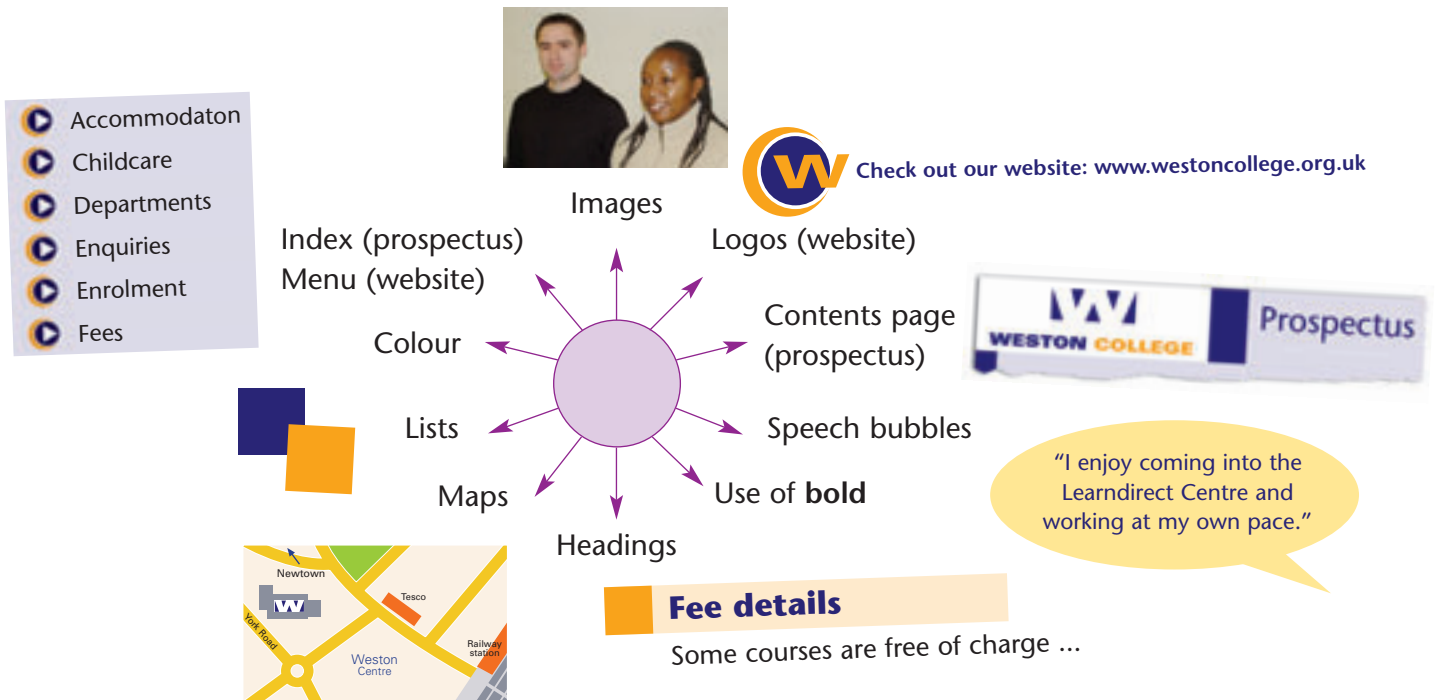 Accommodaton
Childcare
Departments
Enquiries
Enrolment
Fees
Images
W
Check out our website: www.westoncollege.org.uk
Index (prospectus)
Menu (website)
Logos (website)
Contents page
(prospectus)
W
WESTON COLLEGE
Prospectus
Colour
Lists
Speech bubbles
"I enjoy coming into the
Learndirect Centre and
working at my own pace."
Maps
Use of bold
Headings
Newtown
W
Tesco
York Road
Weston
Centre
Railway
station
Fee details
Some courses are free of charge ...